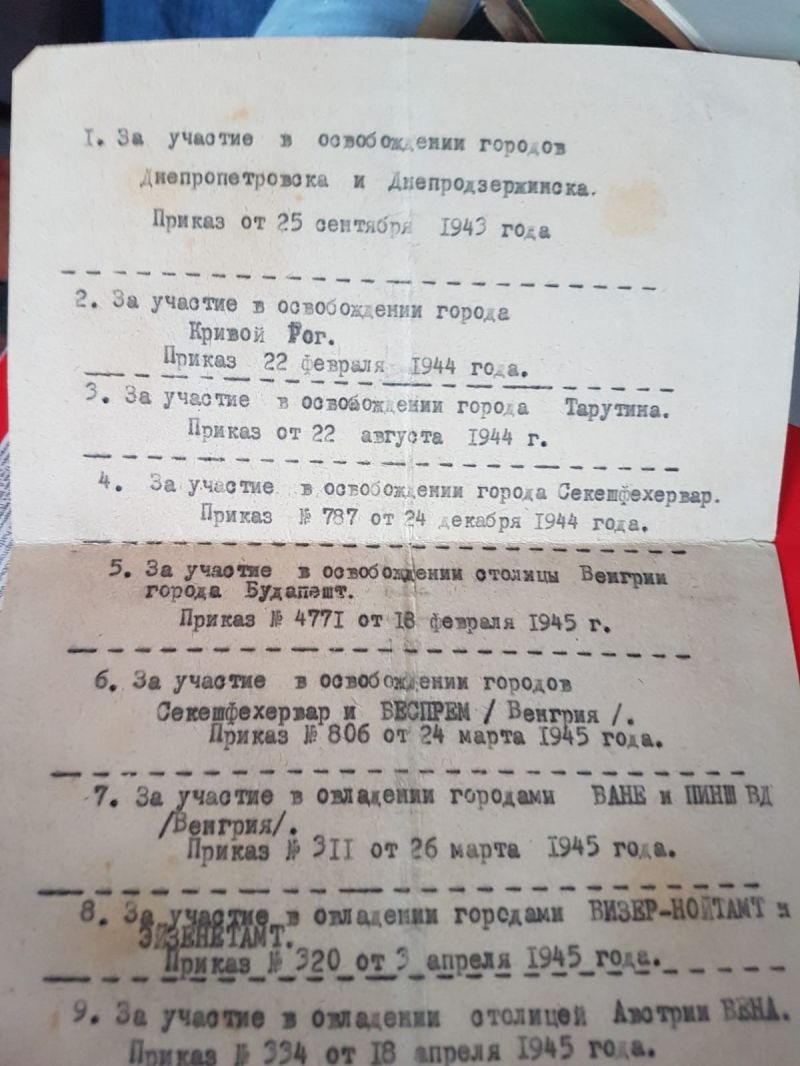 I. За участие в освобождении городов
Днепропетровска и Днепродзержинска.
Приказ от 25 сентября 1943 года
2. За участие в освобождении города
Кривой Рог.
Приказ 22 февраля 1944 года.
3. За участие в освобождении города Тарутина.
Приказ от 22 августа 1944 г.
4. За участие в освобождении города Секешфехервар.
Приказ № 787 от 24 декабря 1944 года.
5. За участие в освобождении столицы Венгрии
города Будапешт.
Приказ № 477I от I8 февраля 1945 г.
6. За участие в освобождении городов
Секешфехервар и ВЕСПРЕМ / Венгрия /.
Приказ № 806 от 24 марта 1945 года.
7. За участие в овладении городами ВАНЕ и ПИНШ ВД
/Венгрия/.
Приказ № 3II от 26 марта 1945 года.
8. За участие в овладении городами ВИЗЕР-НОЙТАМТ и
ЭЙЗЕНЕТАМТ.
Приказ № 320 от 3 апреля 1945 года.
9. За участие в овладении столицей Австрии ВЕНА.
Приказ № 334 от I8 апреля 1945 года.